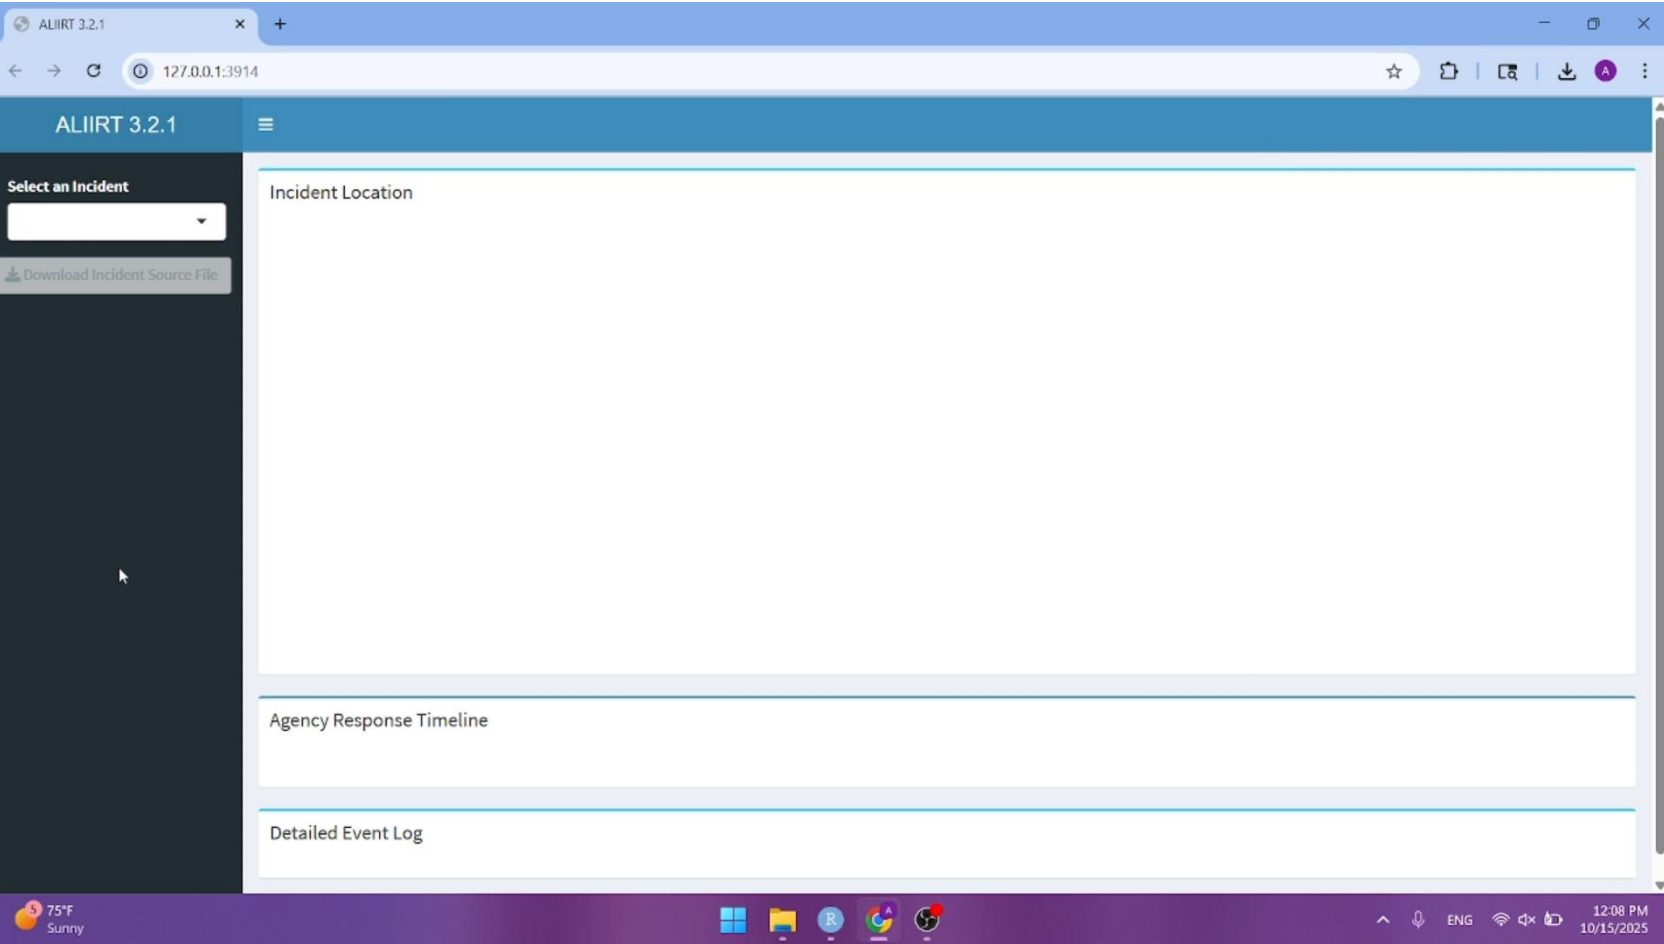 ALIIRT 3.2.1
127.0.0.1:3914
A
ALIIRT 3.2.1
Select an Incident
Download Incident Source File
Incident Location
Agency Response Timeline
Detailed Event Log
5
75°F
Sunny
R
A
ENG
12:08 PM
10/15/2025